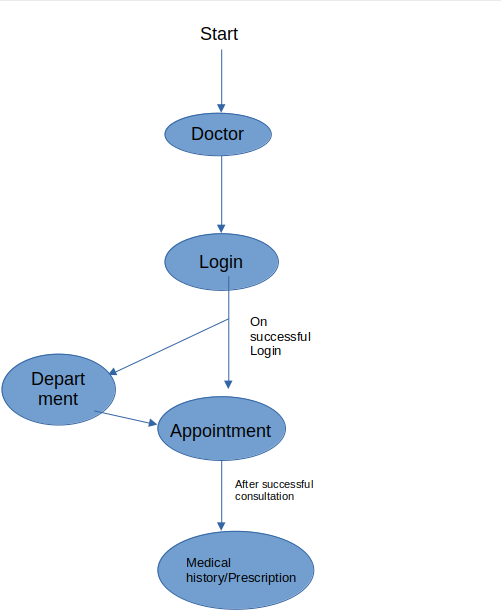 Start
Doctor
Login
On
successful
Login
Depart
ment
Appointment
After successful
consultation
Medical
history/Prescription